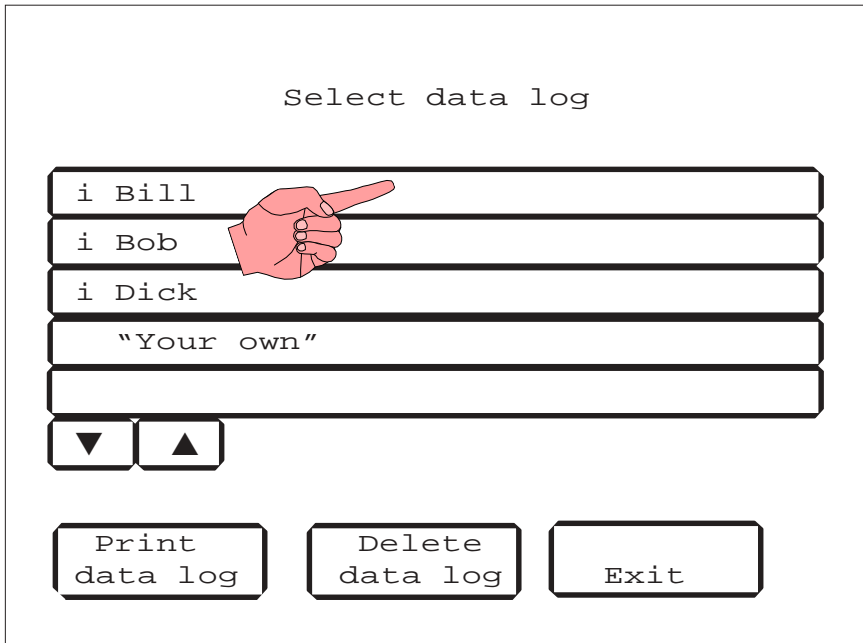 Select data log
i Bill
i Bob
i Dick
“Your own”
▼ ▲
Print
data log
Delete
data log
Exit